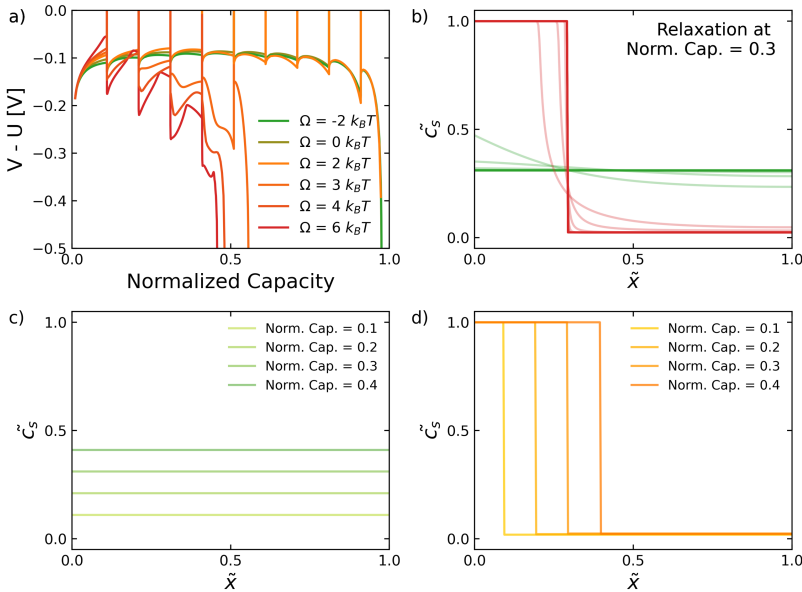 a)
V - U [V]
0.0
−0.1
−0.2
−0.3
−0.4
−0.5
Ω = -2 k_BT
Ω = 0 k_BT
Ω = 2 k_BT
Ω = 3 k_BT
Ω = 4 k_BT
Ω = 6 k_BT
0.0 0.5 1.0
Normalized Capacity
b)
c̃_s
1.0
0.5
0.0
Relaxation at
Norm. Cap. = 0.3
0.0 0.5 1.0
x̃
c)
c̃_s
1.0
0.5
0.0
Norm. Cap. = 0.1
Norm. Cap. = 0.2
Norm. Cap. = 0.3
Norm. Cap. = 0.4
0.0 0.5 1.0
x̃
d)
c̃_s
1.0
0.5
0.0
Norm. Cap. = 0.1
Norm. Cap. = 0.2
Norm. Cap. = 0.3
Norm. Cap. = 0.4
0.0 0.5 1.0
x̃